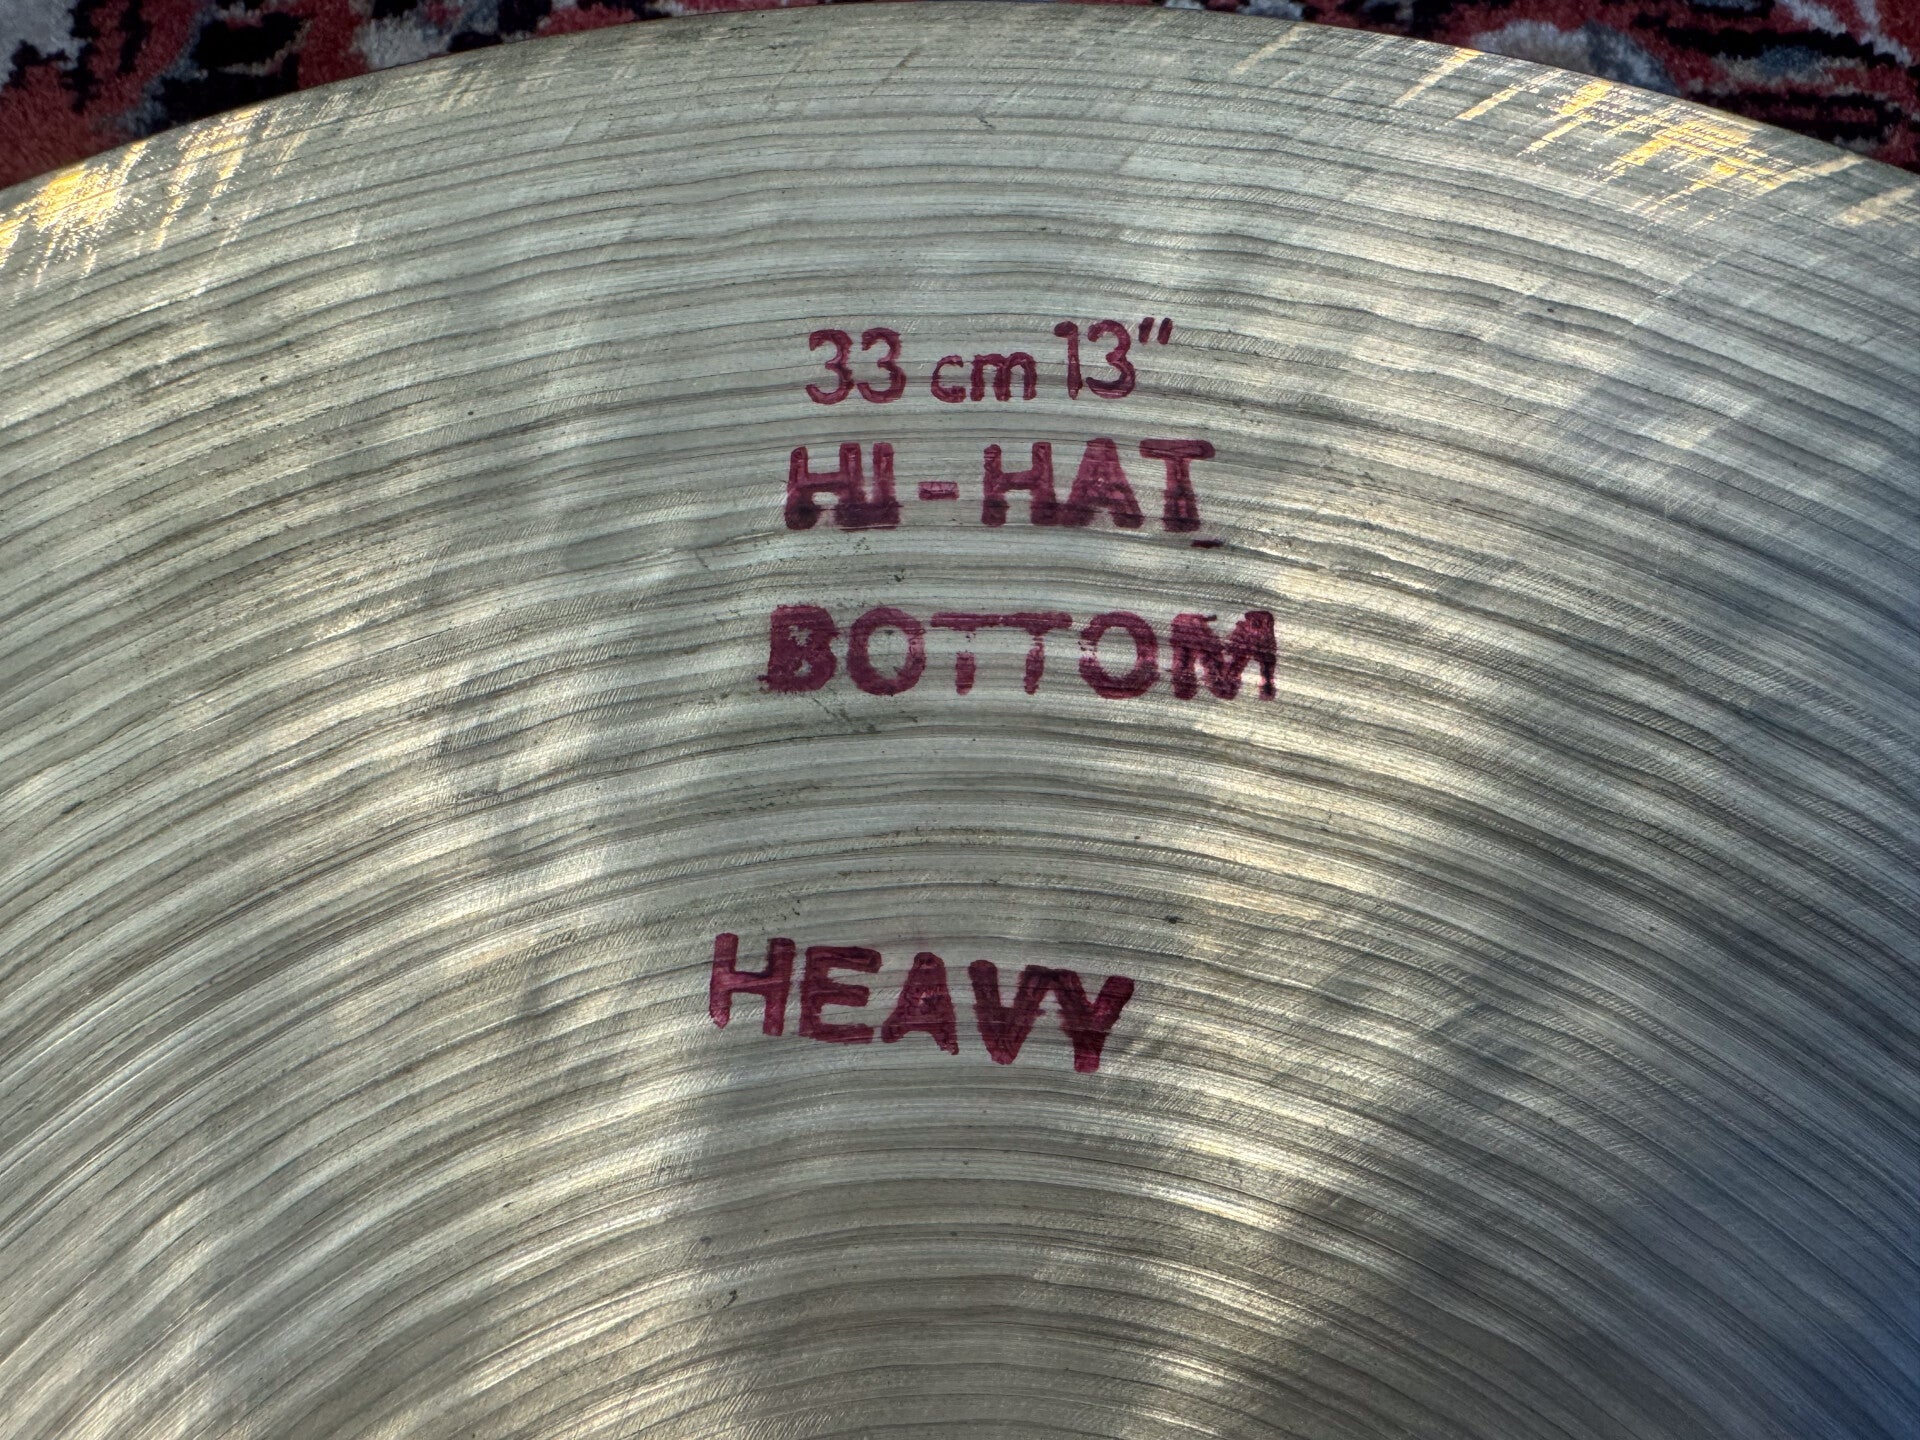 33 cm 13"
HI-HAT
BOTTOM
HEAVY